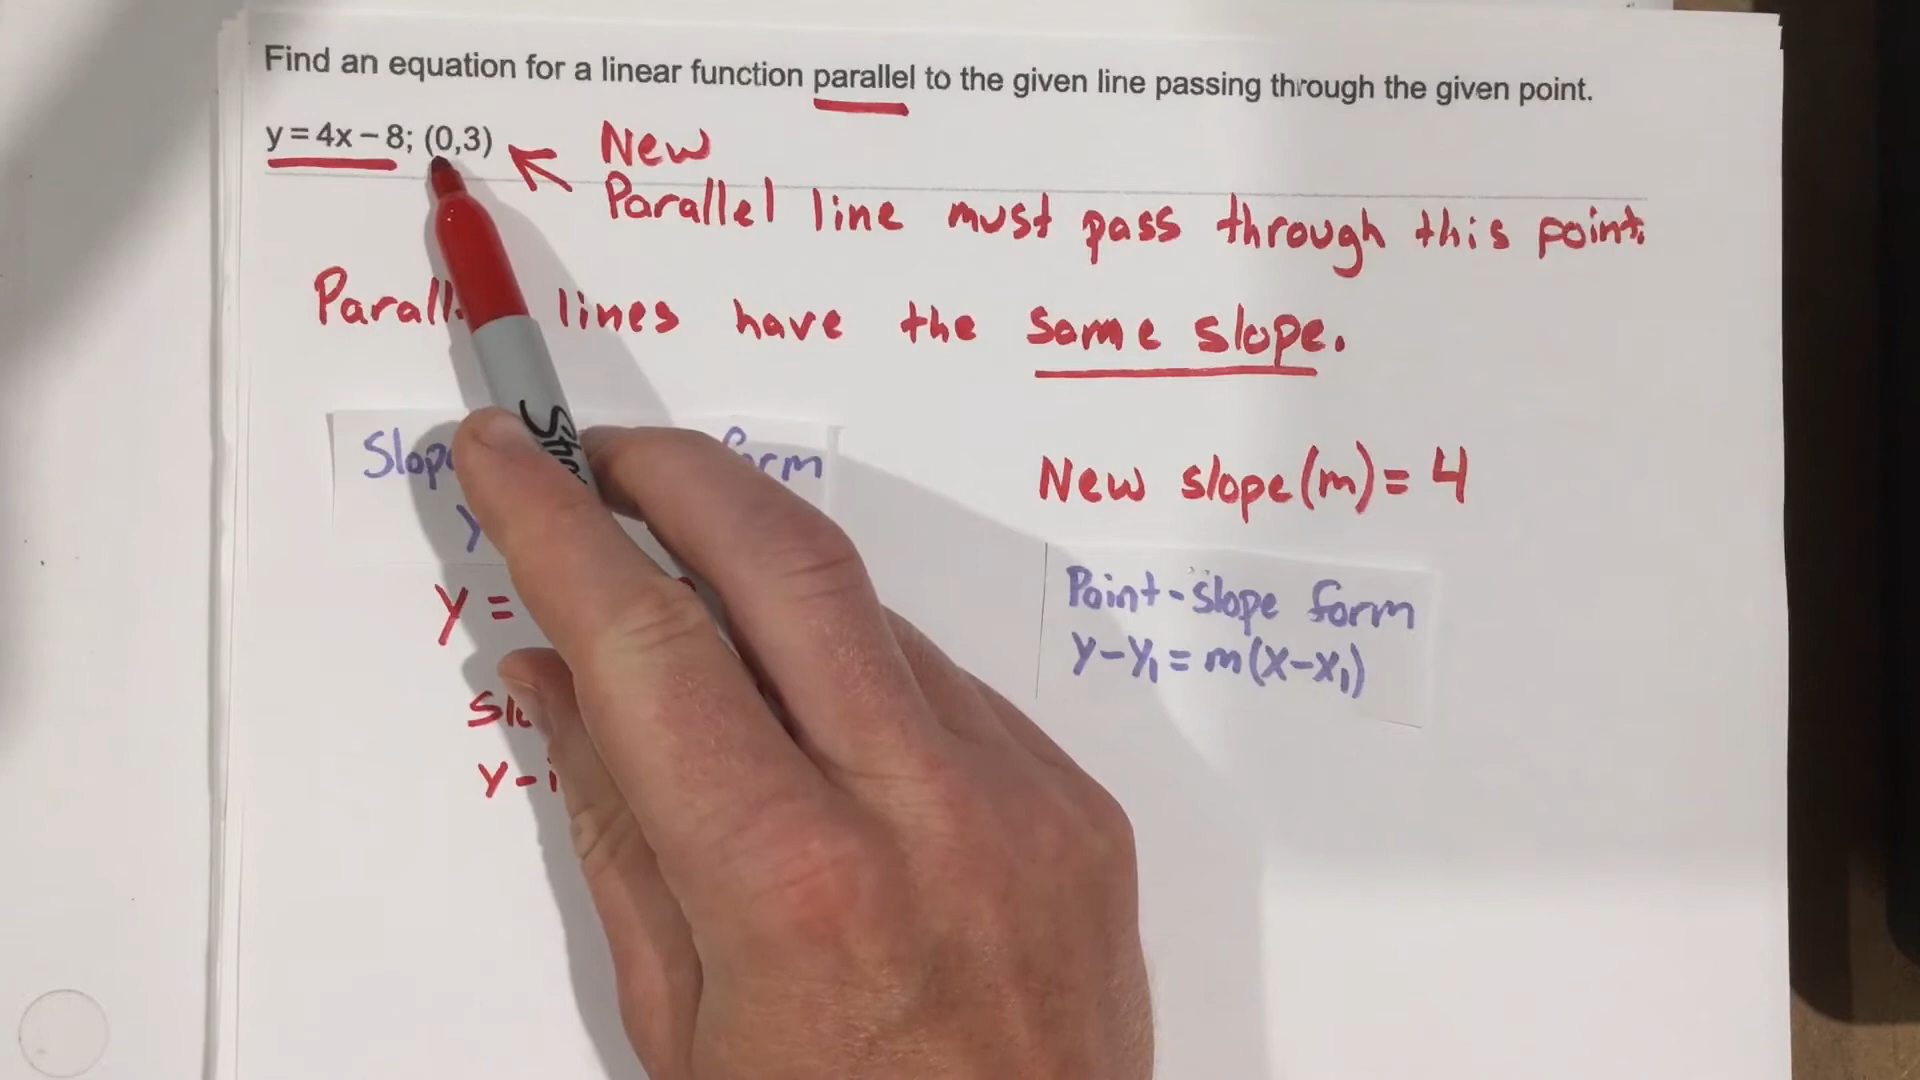 Find an equation for a linear function parallel to the given line passing through the given point.
y = 4x – 8; (0,3)
New
Parallel line must pass through this point.
lines have the same slope.
New slope(m) = 4
Point-slope form
y-y₁ = m(x-x₁)
y =